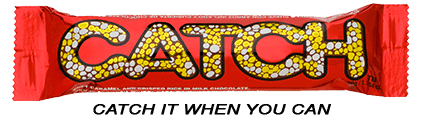 CATCH
CARAMEL AND CRISPED RICE IN MILK CHOCOLATE.
CATCH IT WHEN YOU CAN